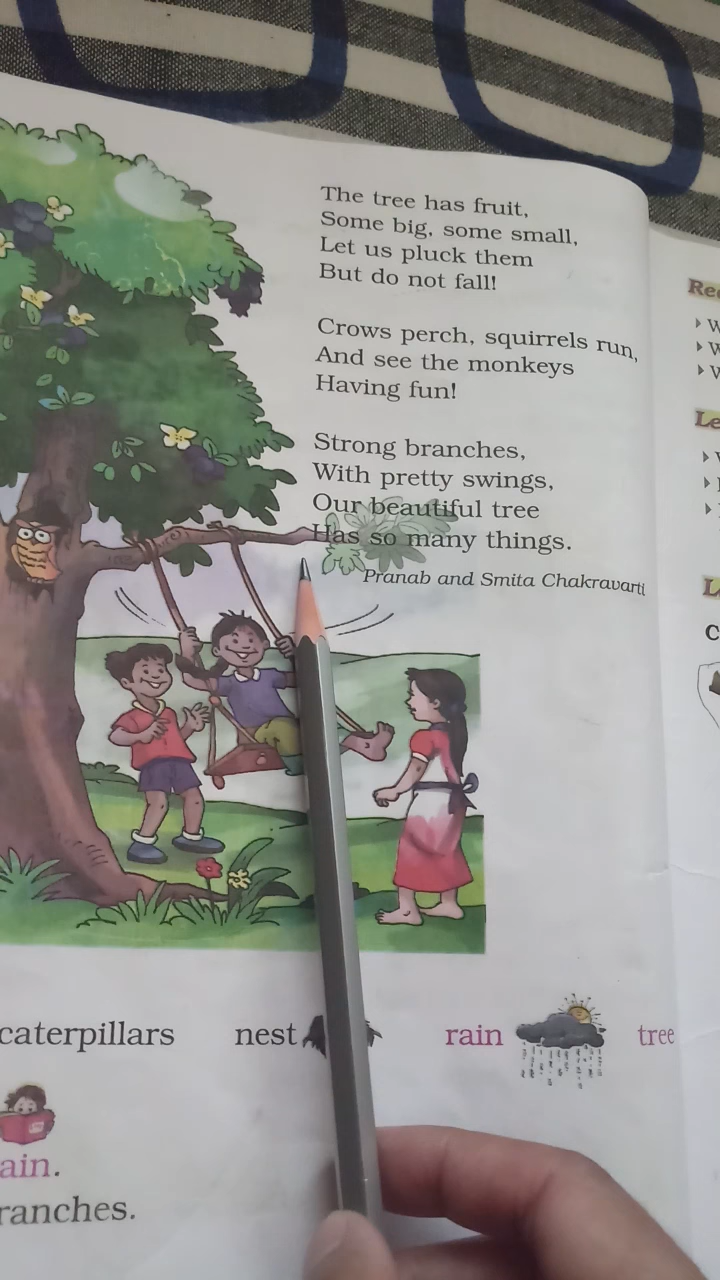 The tree has fruit,
Some big, some small,
Let us pluck them
But do not fall!
Crows perch, squirrels run,
And see the monkeys
Having fun!
Strong branches,
With pretty swings,
Our beautiful tree
Has so many things.
Pranab and Smita Chakravarti
caterpillars nest rain tree
ain.
ranches.